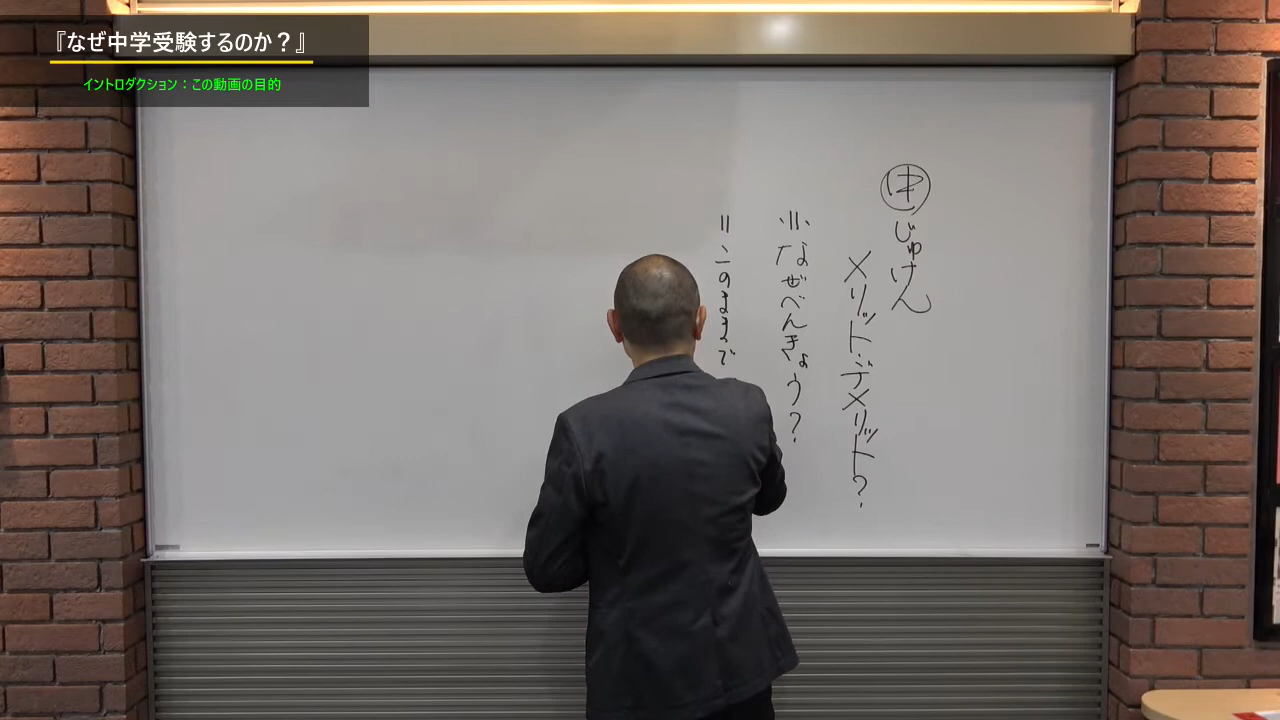 『なぜ中学受験するのか?』
イントロダクション:この動画の目的
中じゅけん
メリット・デメリット?
小なぜべんきょう?
=このままで